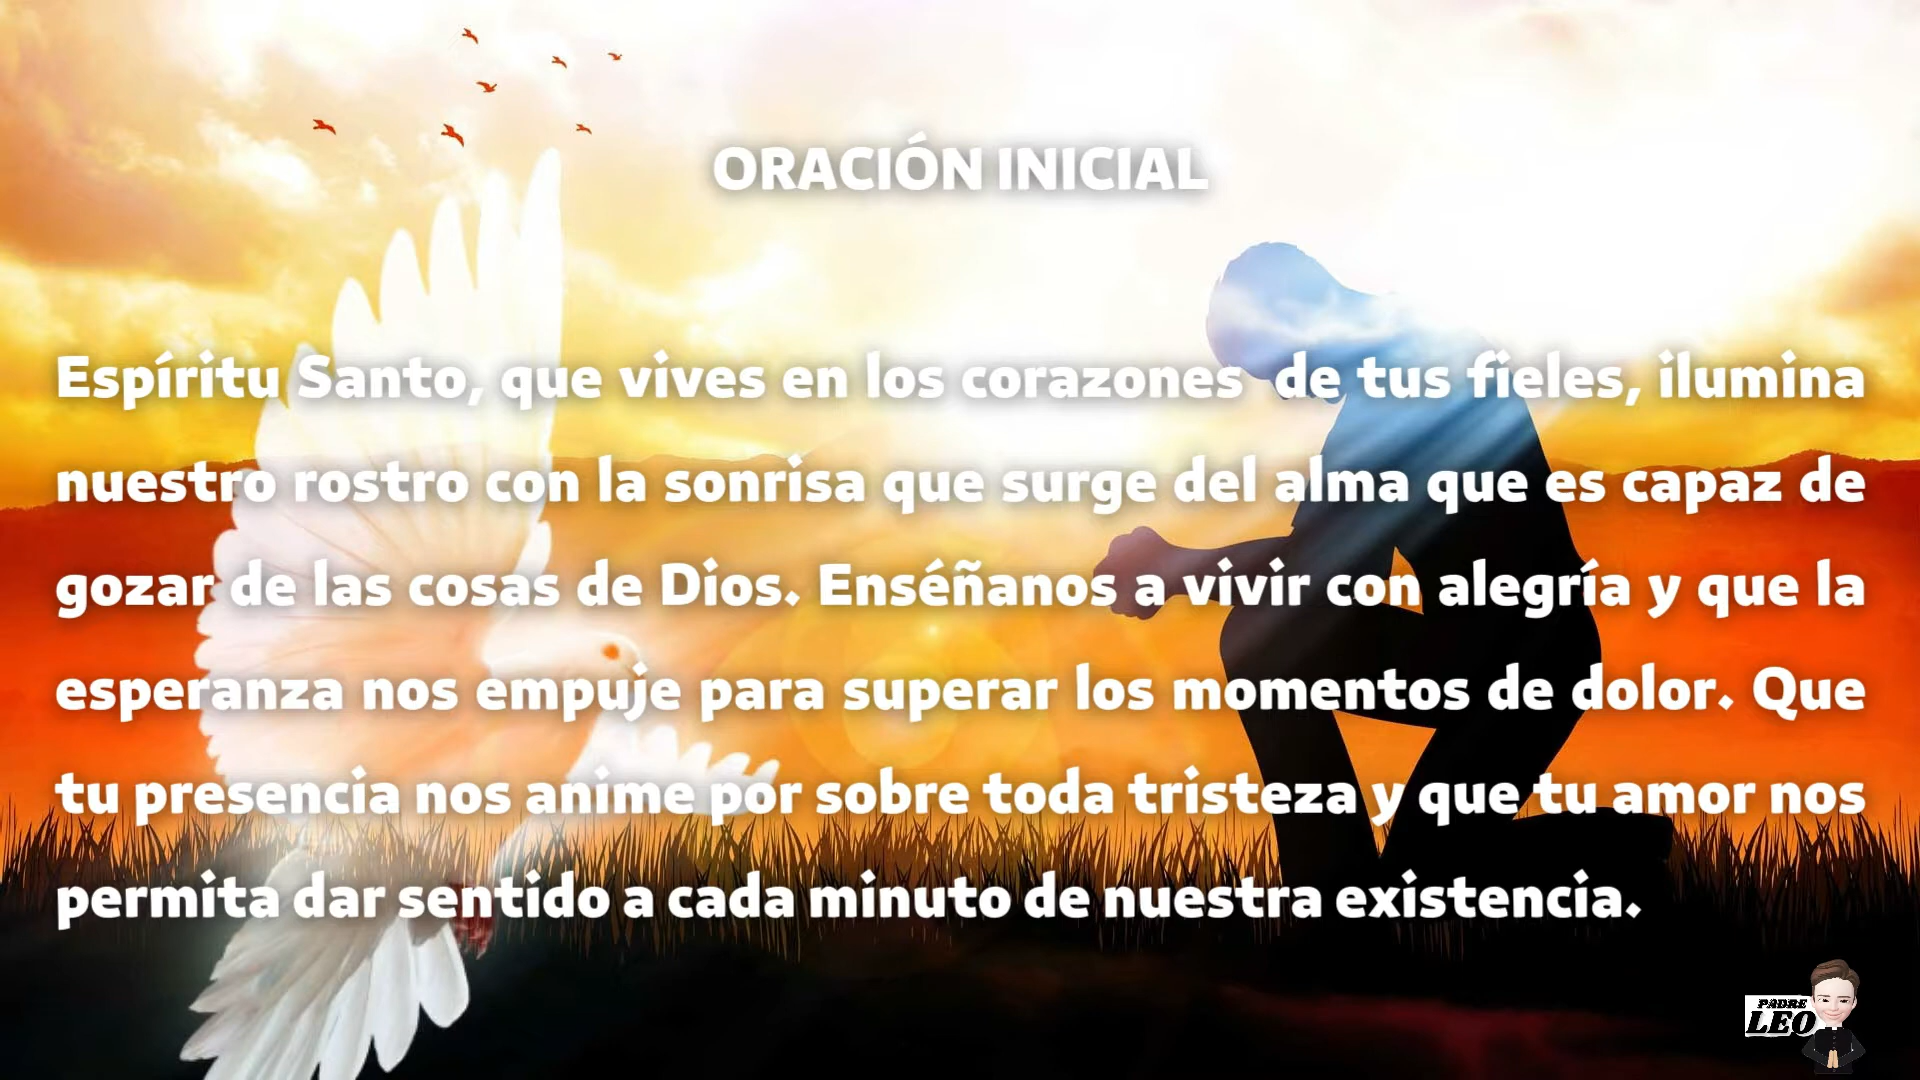 ORACIÓN INICIAL
Espíritu Santo, que vives en los corazones de tus fieles, ilumina
nuestro rostro con la sonrisa que surge del alma que es capaz de
gozar de las cosas de Dios. Enséñanos a vivir con alegría y que la
esperanza nos empuje para superar los momentos de dolor. Que
tu presencia nos anime por sobre toda tristeza y que tu amor nos
permita dar sentido a cada minuto de nuestra existencia.
PADRE
LEO